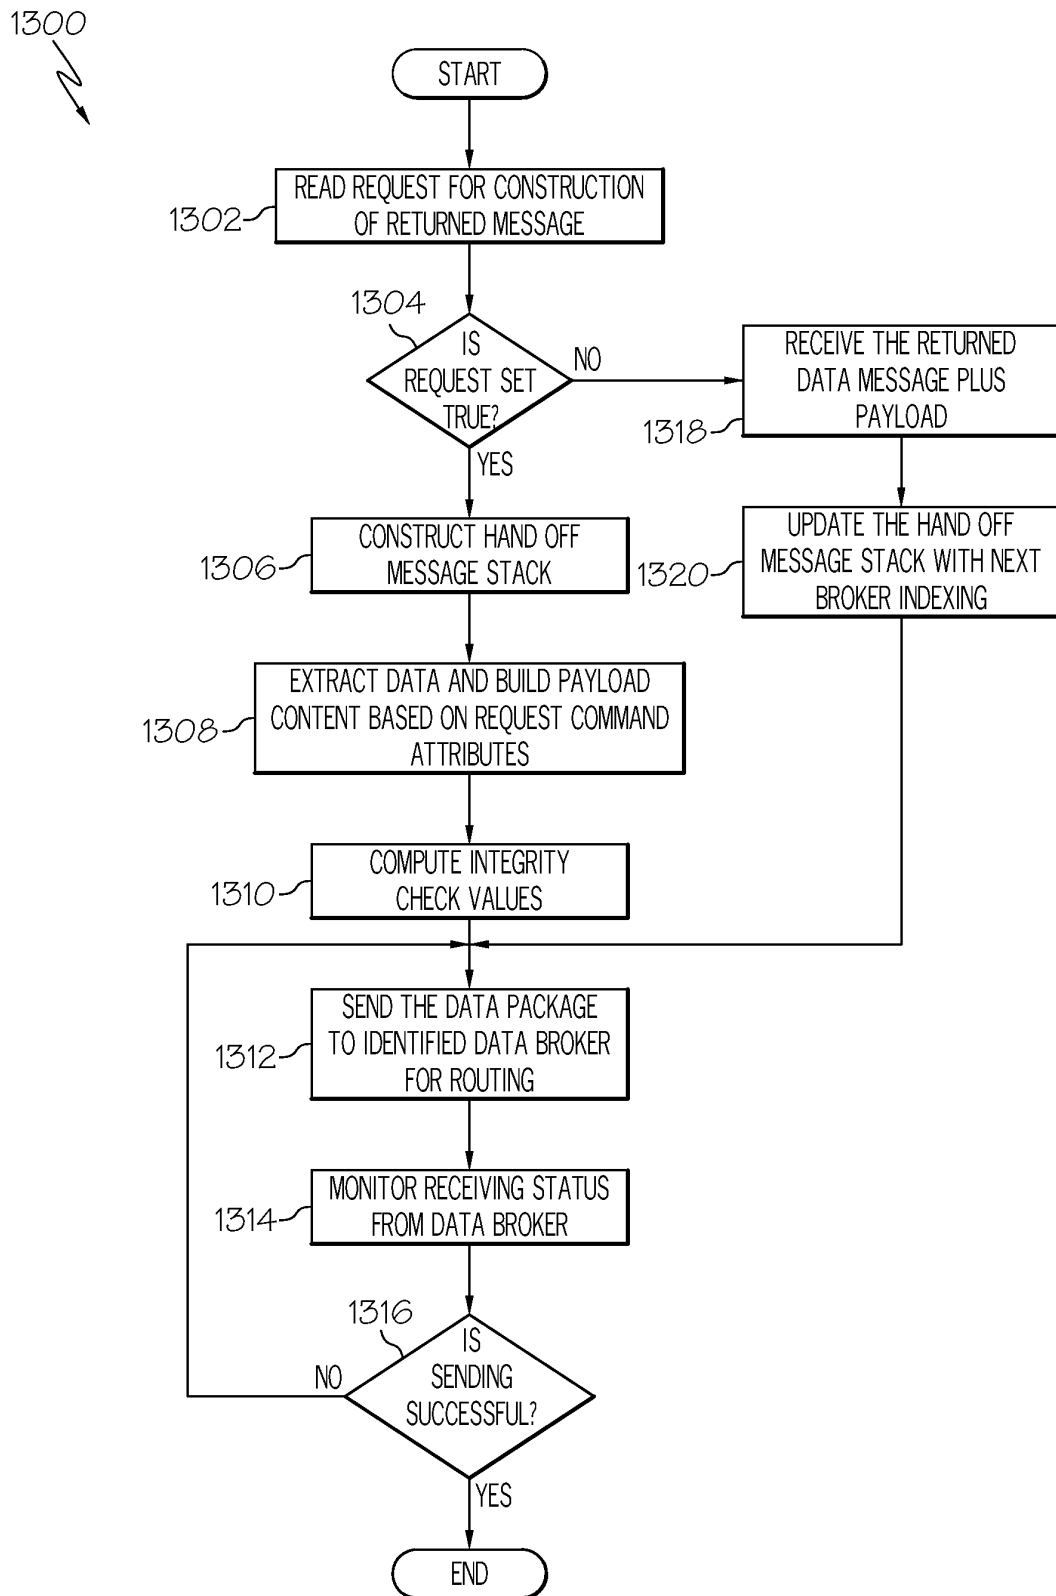 1300
START
READ REQUEST FOR CONSTRUCTION
OF RETURNED MESSAGE
1302
1304
IS
REQUEST SET
TRUE?
NO
YES
RECEIVE THE RETURNED
DATA MESSAGE PLUS
PAYLOAD
1318
CONSTRUCT HAND OFF
MESSAGE STACK
1306
UPDATE THE HAND OFF
MESSAGE STACK WITH NEXT
BROKER INDEXING
1320
EXTRACT DATA AND BUILD PAYLOAD
CONTENT BASED ON REQUEST COMMAND
ATTRIBUTES
1308
COMPUTE INTEGRITY
CHECK VALUES
1310
SEND THE DATA PACKAGE
TO IDENTIFIED DATA BROKER
FOR ROUTING
1312
MONITOR RECEIVING STATUS
FROM DATA BROKER
1314
1316
IS
SENDING
SUCCESSFUL?
NO
YES
END